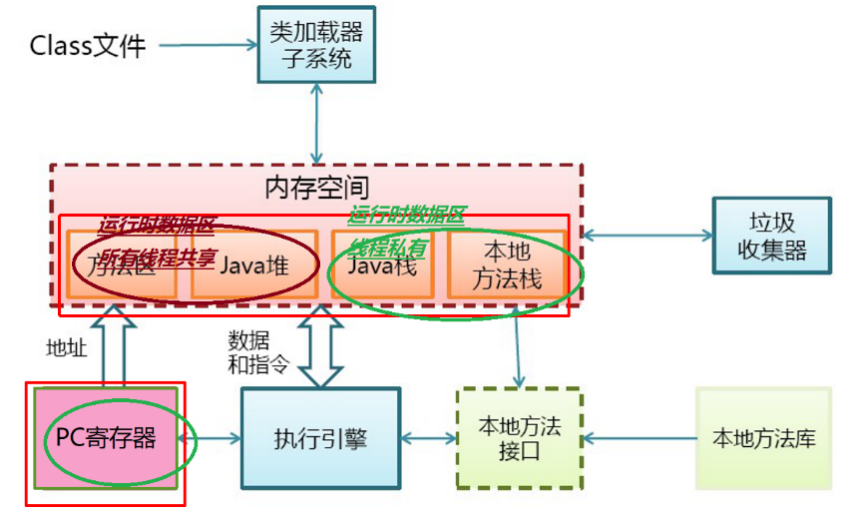 Class文件
类加载器
子系统
内存空间
运行时数据区
所有线程共享
运行时数据区
线程私有
方法区
Java堆
Java栈
本地
方法栈
垃圾
收集器
地址
数据
和指令
PC寄存器
执行引擎
本地方法
接口
本地方法库